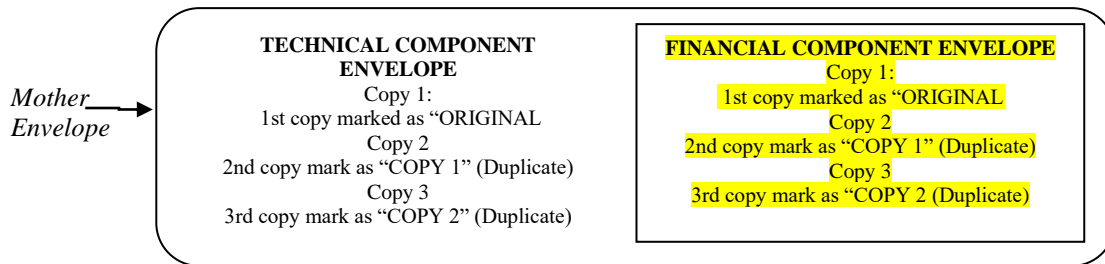 Mother
Envelope
TECHNICAL COMPONENT
ENVELOPE
Copy 1:
1st copy marked as “ORIGINAL
Copy 2
2nd copy mark as “COPY 1” (Duplicate)
Copy 3
3rd copy mark as “COPY 2” (Duplicate)
FINANCIAL COMPONENT ENVELOPE
Copy 1:
1st copy marked as “ORIGINAL
Copy 2
2nd copy mark as “COPY 1” (Duplicate)
Copy 3
3rd copy mark as “COPY 2 (Duplicate)